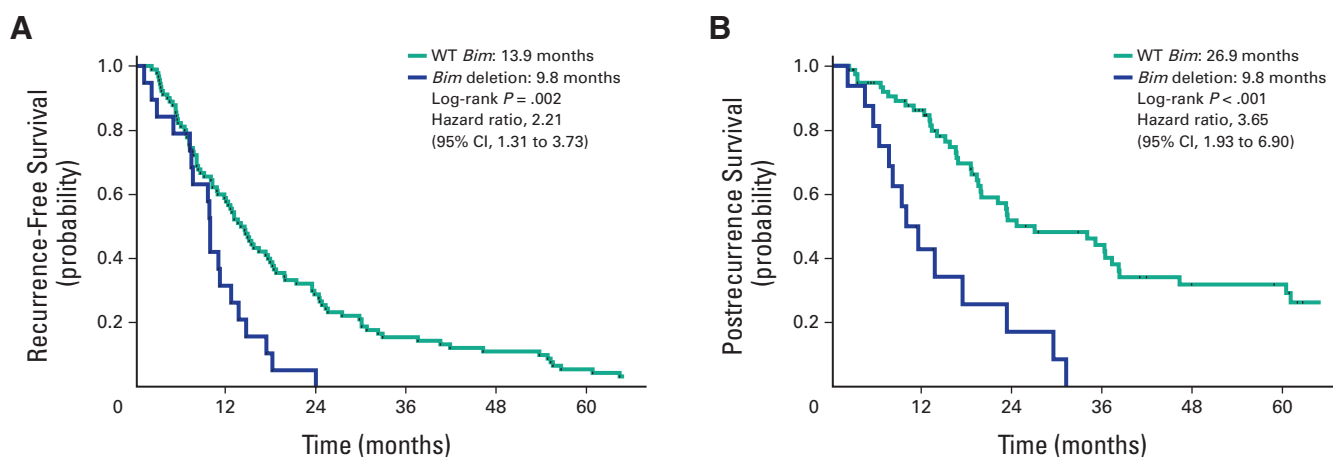 A
WT Bim: 13.9 months
Bim deletion: 9.8 months
Log-rank P = .002
Hazard ratio, 2.21
(95% CI, 1.31 to 3.73)
1.0
0.8
0.6
0.4
0.2
0
12
24
36
48
60
Recurrence-Free Survival
(probability)
Time (months)
B
WT Bim: 26.9 months
Bim deletion: 9.8 months
Log-rank P < .001
Hazard ratio, 3.65
(95% CI, 1.93 to 6.90)
1.0
0.8
0.6
0.4
0.2
0
12
24
36
48
60
Postrecurrence Survival
(probability)
Time (months)